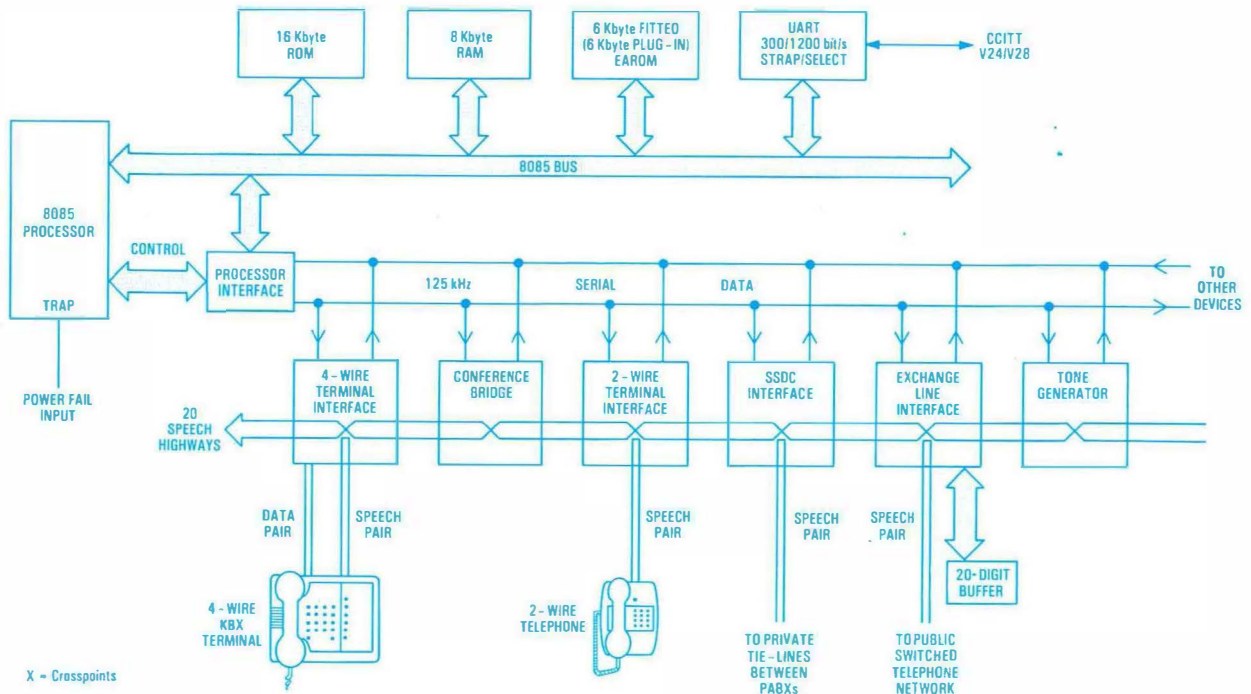 16 Kbyte
ROM
8 Kbyte
RAM
6 Kbyte FITTED
(6 Kbyte PLUG-IN)
EAROM
UART
300/1200 bit/s
STRAP/SELECT
CCITT
V24/V28
8085 BUS
8085
PROCESSOR
TRAP
CONTROL
PROCESSOR
INTERFACE
125 kHz SERIAL DATA
TO
OTHER
DEVICES
POWER FAIL
INPUT
20
SPEECH
HIGHWAYS
4-WIRE
TERMINAL
INTERFACE
CONFERENCE
BRIDGE
2-WIRE
TERMINAL
INTERFACE
SSDC
INTERFACE
EXCHANGE
LINE
INTERFACE
TONE
GENERATOR
DATA
PAIR
SPEECH
PAIR
SPEECH
PAIR
SPEECH
PAIR
SPEECH
PAIR
20-DIGIT
BUFFER
4-WIRE
KBX
TERMINAL
2-WIRE
TELEPHONE
TO PRIVATE
TIE-LINES
BETWEEN
PABXs
TO PUBLIC
SWITCHED
TELEPHONE
NETWORK
X = Crosspoints